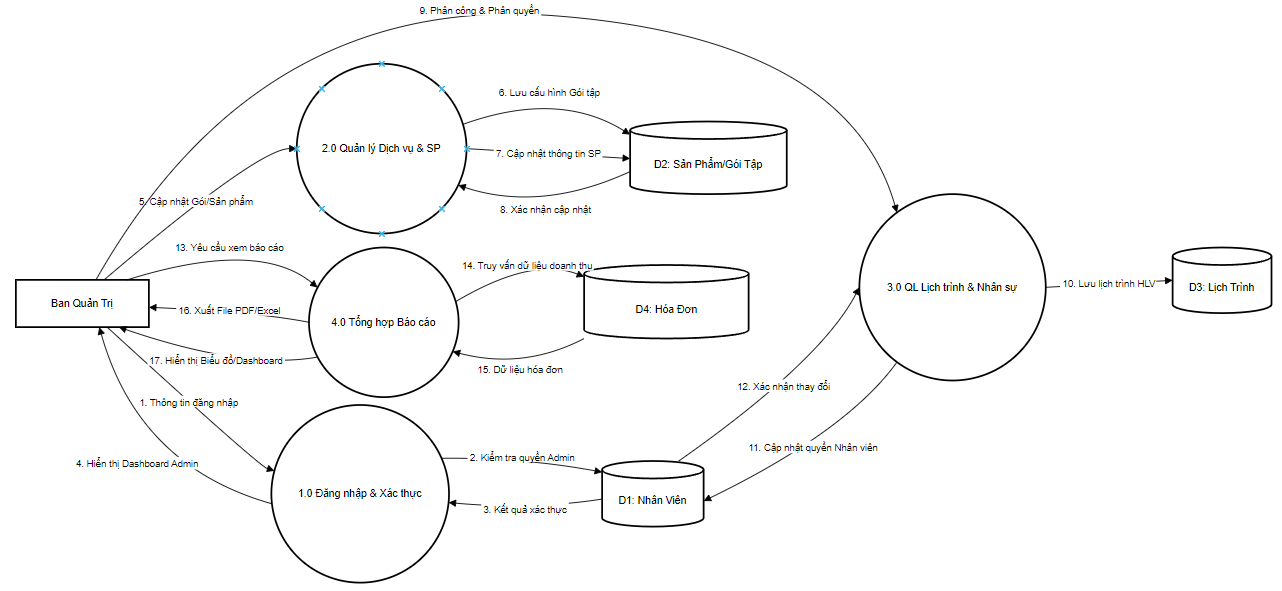 9. Phân công & Phân quyền
6. Lưu cấu hình Gói tập
2.0 Quản lý Dịch vụ & SP
7. Cập nhật thông tin SP
D2: Sản Phẩm/Gói Tập
5. Cập nhật Gói/Sản phẩm
8. Xác nhận cập nhật
13. Yêu cầu xem báo cáo
14. Truy vấn dữ liệu doanh thu
3.0 QL Lịch trình & Nhân sự
10. Lưu lịch trình HLV
D3: Lịch Trình
Ban Quản Trị
16. Xuất File PDF/Excel
4.0 Tổng hợp Báo cáo
D4: Hóa Đơn
17. Hiển thị Biểu đồ/Dashboard
15. Dữ liệu hóa đơn
12. Xác nhận thay đổi
1. Thông tin đăng nhập
11. Cập nhật quyền Nhân viên
4. Hiển thị Dashboard Admin
2. Kiểm tra quyền Admin
1.0 Đăng nhập & Xác thực
D1: Nhân Viên
3. Kết quả xác thực